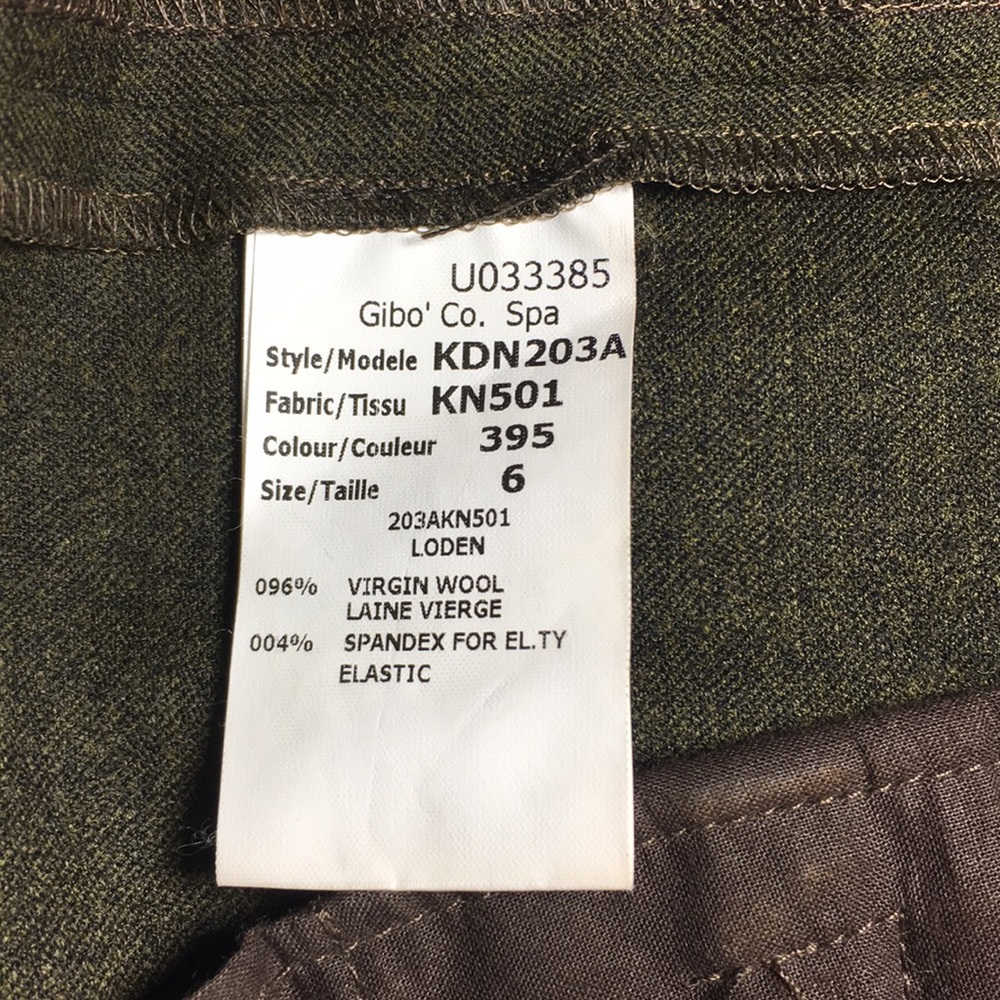 U033385
Gibo' Co. Spa
Style/Modele KDN203A
Fabric/Tissu KN501
Colour/Couleur 395
Size/Taille 6
203AKN501
LODEN
096% VIRGIN WOOL
LAINE VIERGE
004% SPANDEX FOR EL.TY
ELASTIC